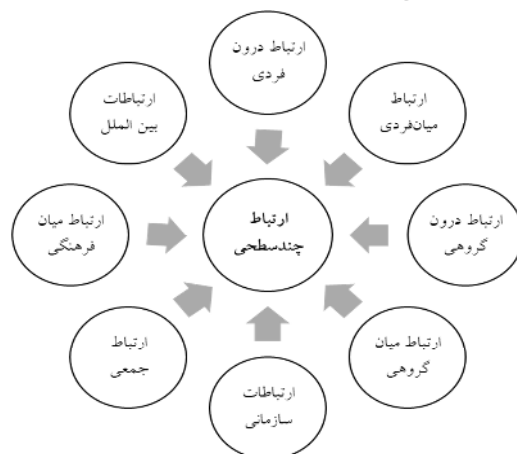 ارتباط درون
فردی
ارتباط
میان‌فردی
ارتباط درون
گروهی
ارتباط میان
گروهی
ارتباطات
سازمانی
ارتباط
جمعی
ارتباط میان
فرهنگی
ارتباطات
بین الملل
ارتباط
چندسطحی